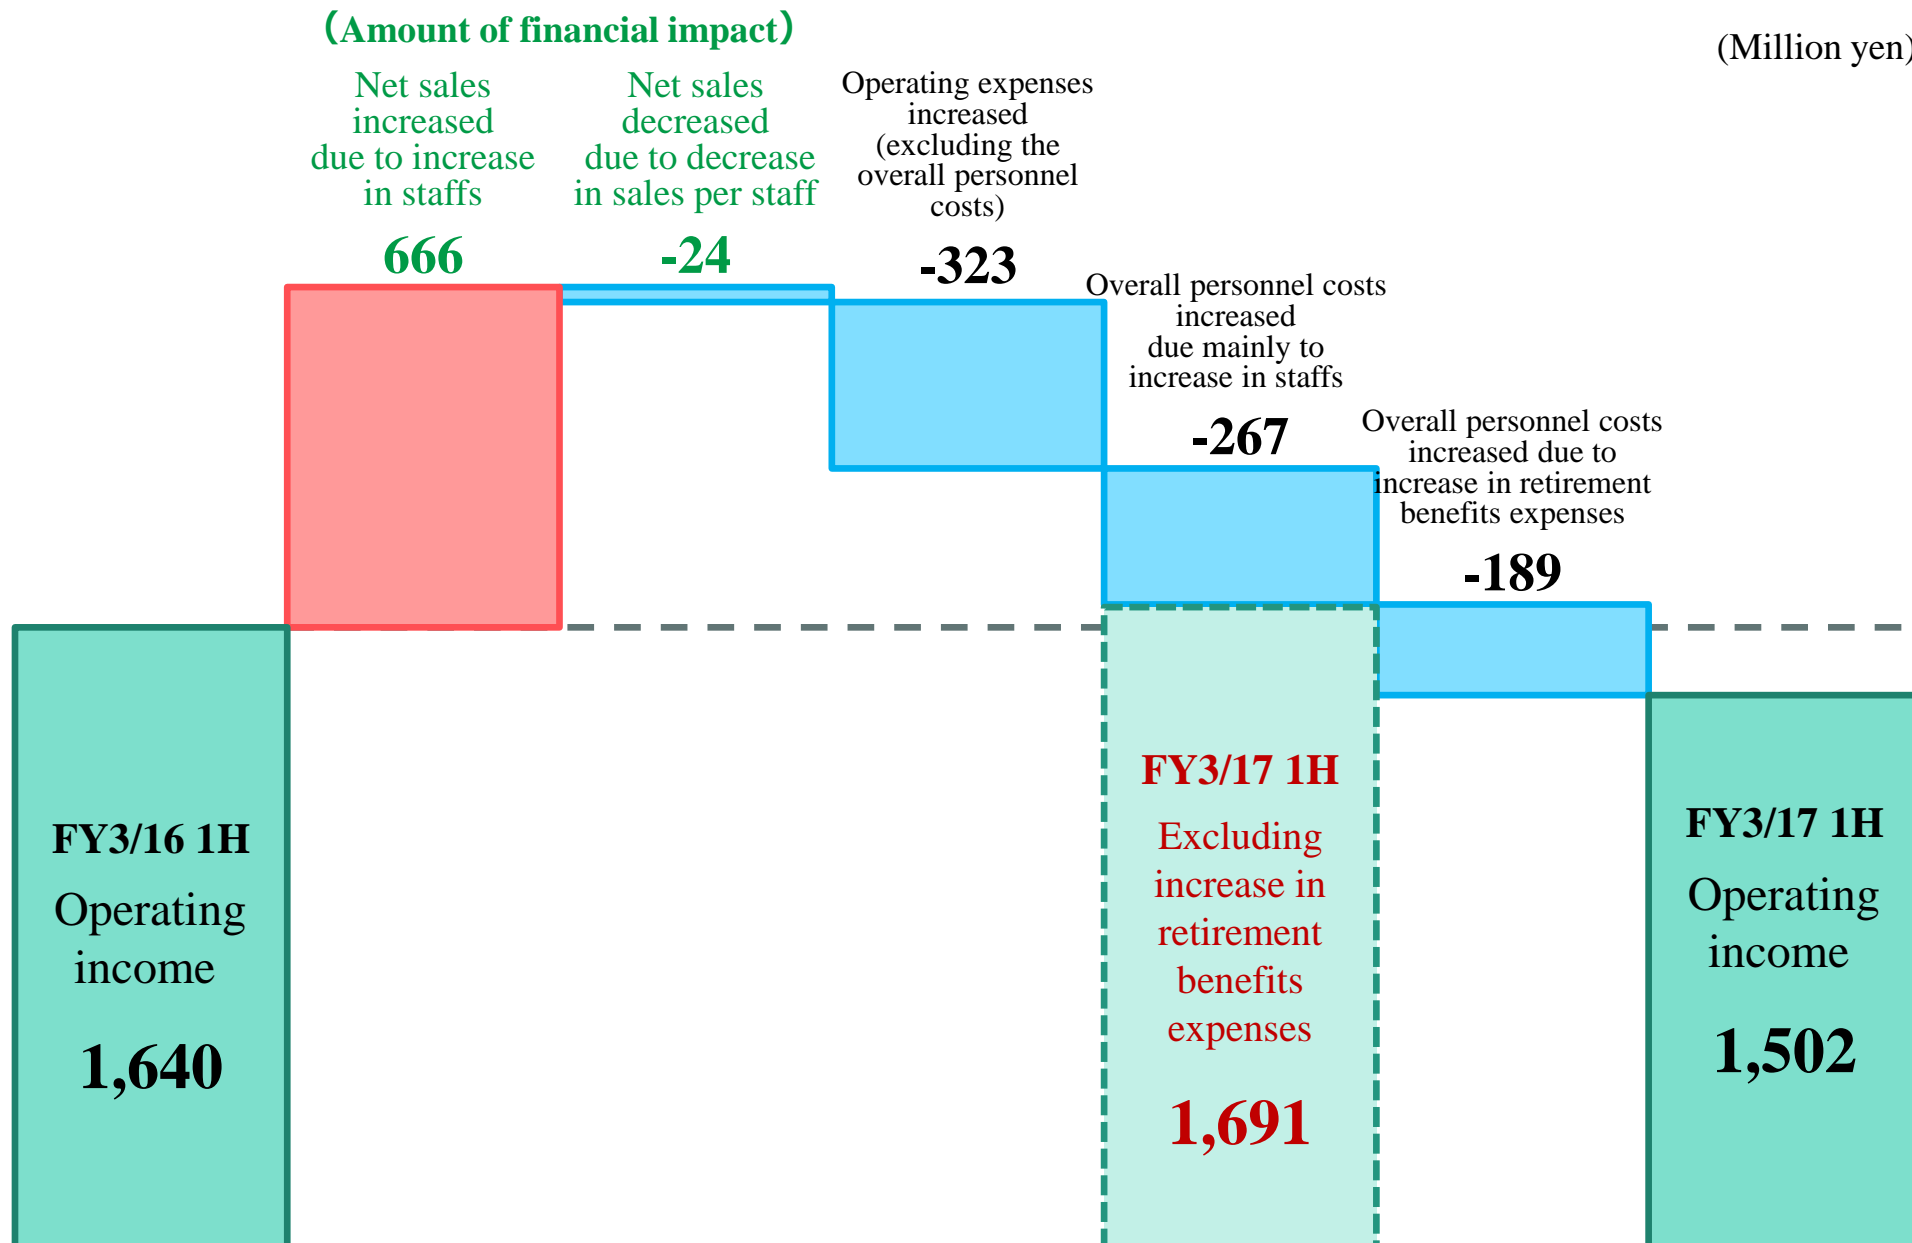 (Amount of financial impact)
(Million yen)
Net sales
increased
due to increase
in staffs
666
Net sales
decreased
due to decrease
in sales per staff
-24
Operating expenses
increased
(excluding the
overall personnel
costs)
-323
Overall personnel costs
increased
due mainly to
increase in staffs
-267
Overall personnel costs
increased due to
increase in retirement
benefits expenses
-189
FY3/16 1H
Operating
income
1,640
FY3/17 1H
Excluding
increase in
retirement
benefits
expenses
1,691
FY3/17 1H
Operating
income
1,502